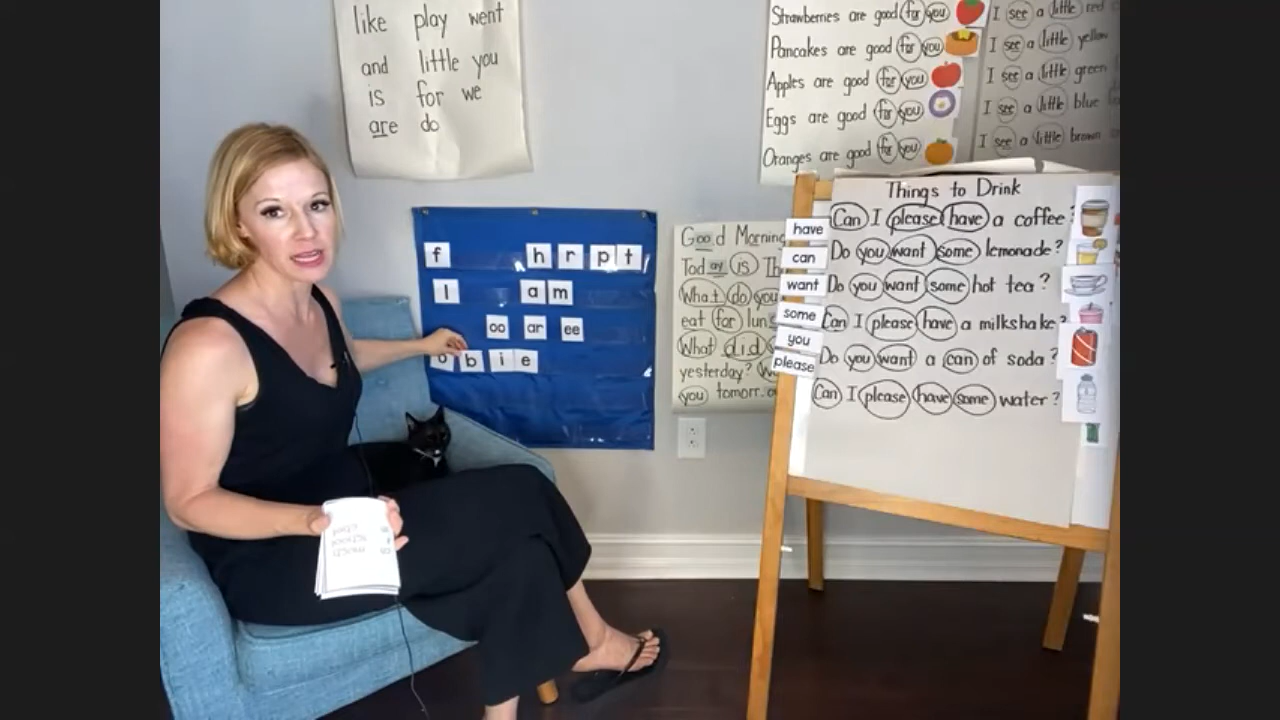 like play went
and little you
is for we
are do
Strawberries are good for you
Pancakes are good for you
Apples are good for you
Eggs are good for you
Oranges are good for you
I see a little red
I see a little yellow
I see a little green
I see a little blue
I see a little brown
f h r p t
l a m
oo ar ee
o b i e
Good Morning
Today is Th
What do you
eat for lun
What did
yesterday?
you tomorr
have
can
want
some
you
please
Things to Drink
Can I please have a coffee?
Do you want some lemonade?
Do you want some hot tea?
Can I please have a milkshake?
Do you want a can of soda?
Can I please have some water?